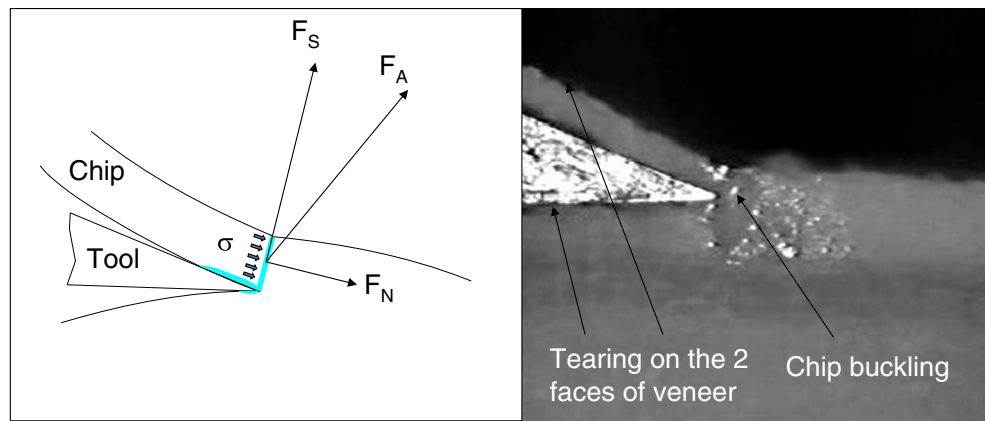 F_S
F_A
Chip
σ
Tool
F_N
Tearing on the 2
faces of veneer
Chip buckling